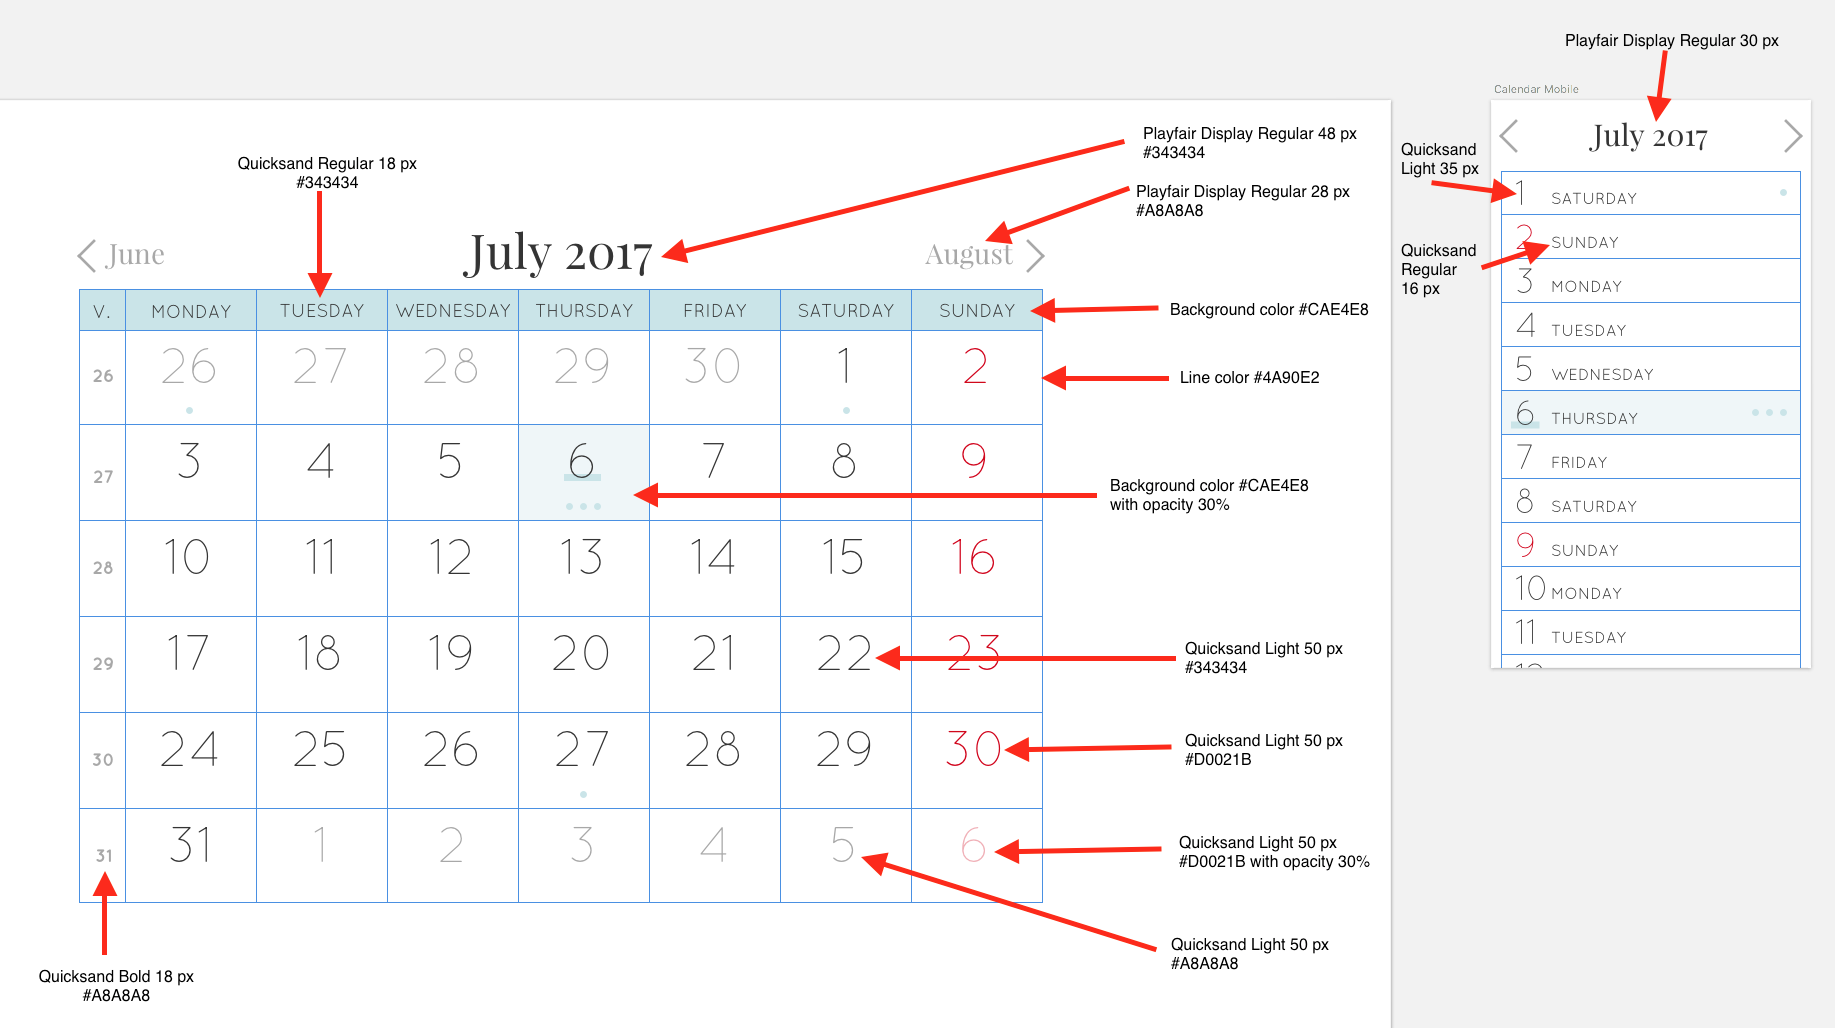 Playfair Display Regular 30 px
Calendar Mobile
Playfair Display Regular 48 px
#343434
Quicksand Regular 18 px
#343434
Playfair Display Regular 28 px
#A8A8A8
June
July 2017
August
V. MONDAY TUESDAY WEDNESDAY THURSDAY FRIDAY SATURDAY SUNDAY
Background color #CAE4E8
26 26 27 28 29 30 1 2
Line color #4A90E2
27 3 4 5 6 7 8 9
Background color #CAE4E8
with opacity 30%
28 10 11 12 13 14 15 16
29 17 18 19 20 21 22 23
Quicksand Light 50 px
#343434
30 24 25 26 27 28 29 30
Quicksand Light 50 px
#D0021B
31 31 1 2 3 4 5 6
Quicksand Light 50 px
#D0021B with opacity 30%
Quicksand Light 50 px
#A8A8A8
Quicksand Bold 18 px
#A8A8A8
July 2017
Quicksand
Light 35 px
Quicksand
Regular
16 px
1 SATURDAY
2 SUNDAY
3 MONDAY
4 TUESDAY
5 WEDNESDAY
6 THURSDAY
7 FRIDAY
8 SATURDAY
9 SUNDAY
10 MONDAY
11 TUESDAY